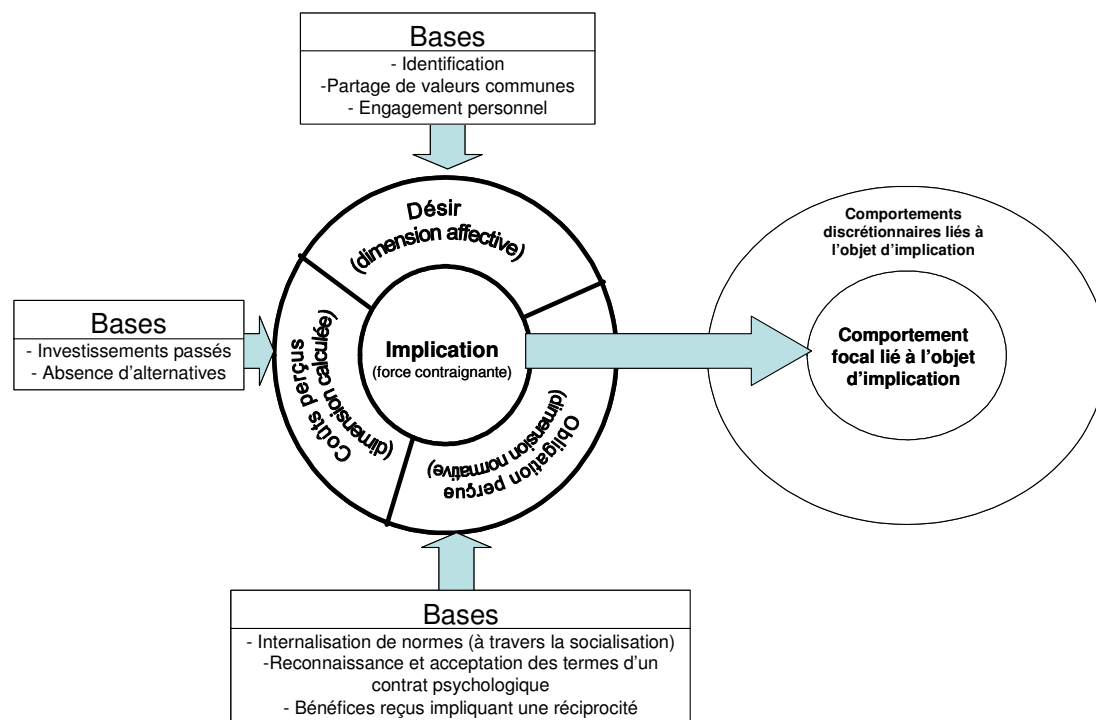 Bases
- Identification
-Partage de valeurs communes
- Engagement personnel
Désir
(dimension affective)
Comportements
discrétionnaires liés à
l'objet d'implication
Bases
- Investissements passés
- Absence d'alternatives
Coûts perçus
(dimension calculée)
Implication
(force contraignante)
Comportement
focal lié à l'objet
d'implication
Obligation perçue
(dimension normative)
Bases
- Internalisation de normes (à travers la socialisation)
-Reconnaissance et acceptation des termes d'un
contrat psychologique
- Bénéfices reçus impliquant une réciprocité